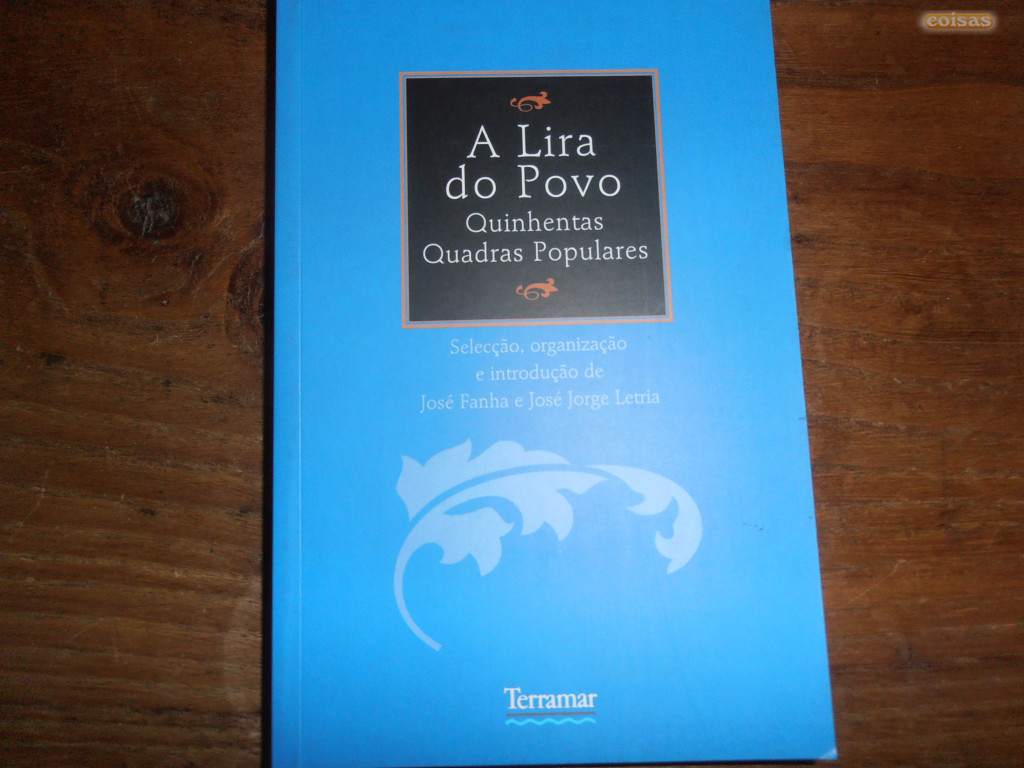 coisas
A Lira
do Povo
Quinhentas
Quadras Populares
Selecção, organização
e introdução de
José Fanha e José Jorge Letria
Terramar